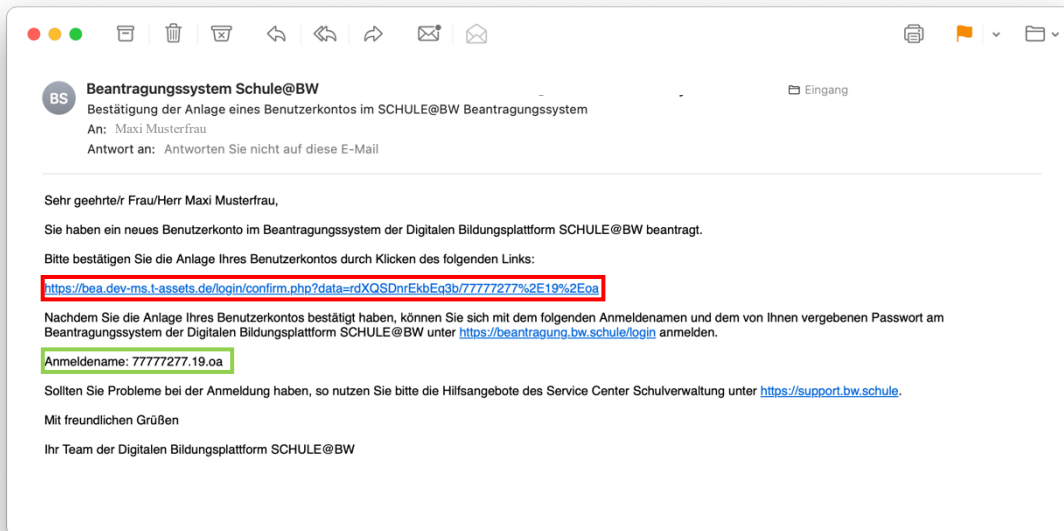 BS
Beantragungssystem Schule@BW
Eingang
Bestätigung der Anlage eines Benutzerkontos im SCHULE@BW Beantragungssystem
An: Maxi Musterfrau
Antwort an: Antworten Sie nicht auf diese E-Mail
Sehr geehrte/r Frau/Herr Maxi Musterfrau,
Sie haben ein neues Benutzerkonto im Beantragungssystem der Digitalen Bildungsplattform SCHULE@BW beantragt.
Bitte bestätigen Sie die Anlage Ihres Benutzerkontos durch Klicken des folgenden Links:
https://bea.dev-ms.t-assets.de/login/confirm.php?data=rdXQSDnrEkbEq3b/77777277%2E19%2Eoa
Nachdem Sie die Anlage Ihres Benutzerkontos bestätigt haben, können Sie sich mit dem folgenden Anmeldenamen und dem von Ihnen vergebenen Passwort am
Beantragungssystem der Digitalen Bildungsplattform SCHULE@BW unter https://beantragung.bw.schule/login anmelden.
Anmeldename: 77777277.19.oa
Sollten Sie Probleme bei der Anmeldung haben, so nutzen Sie bitte die Hilfsangebote des Service Center Schulverwaltung unter https://support.bw.schule.
Mit freundlichen Grüßen
Ihr Team der Digitalen Bildungsplattform SCHULE@BW